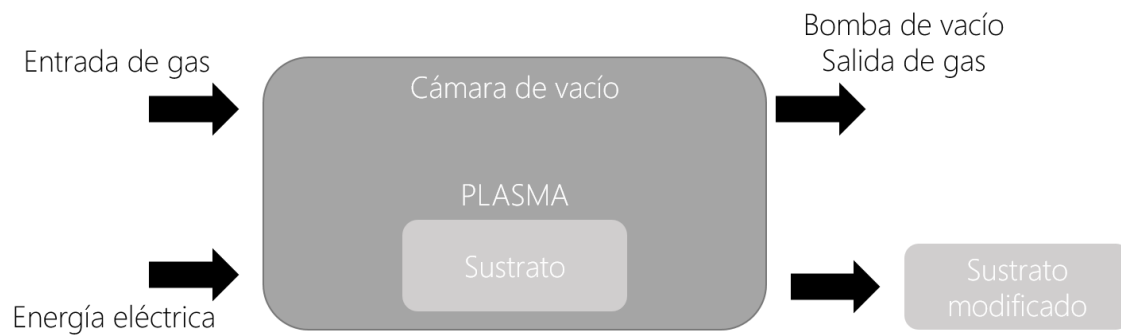 Bomba de vacío
Salida de gas
Entrada de gas
Cámara de vacío
PLASMA
Sustrato
Energía eléctrica
Sustrato
modificado